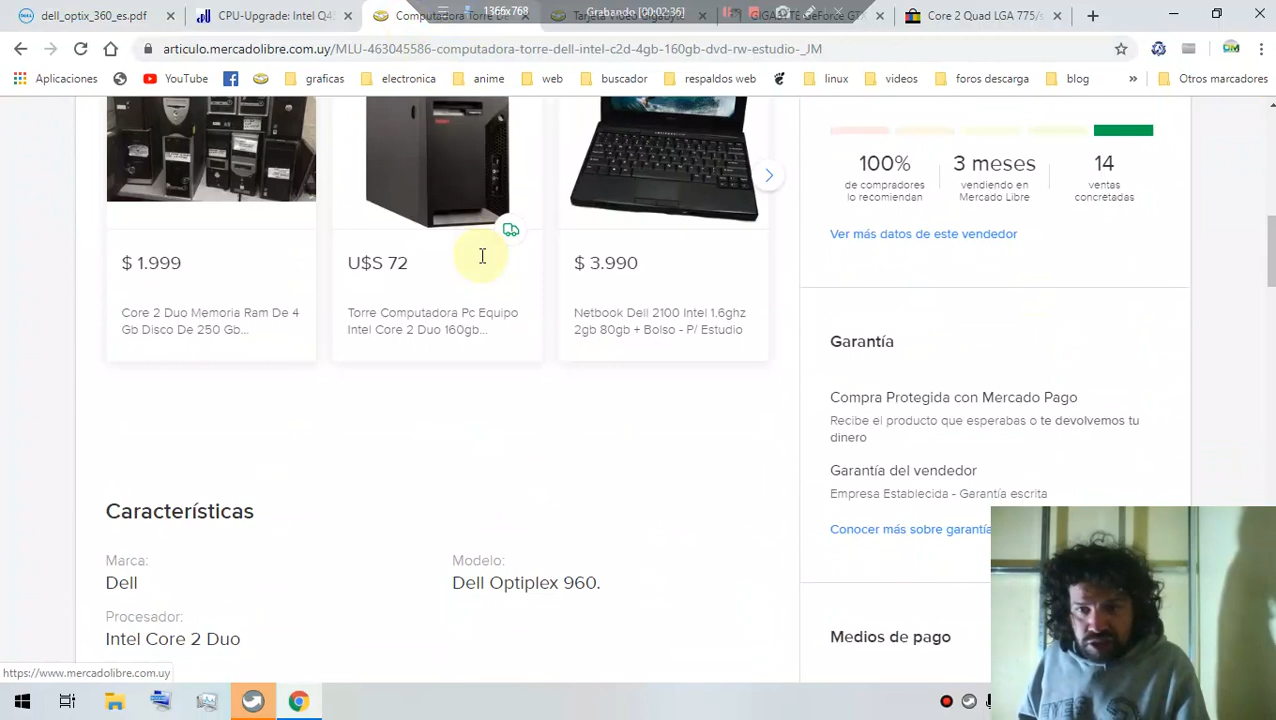 1366x768 Grabando [00:02:36]
dell_optix_360_es.pdf
CPU-Upgrade: Intel Q4
Computadora Torre De
Tarjeta Video Gigaby
GIGABYTE GeForce GT
Core 2 Quad LGA 775/s
articulo.mercadolibre.com.uy/MLU-463045586-computadora-torre-dell-intel-c2d-4gb-160gb-dvd-rw-estudio-_JM
Aplicaciones YouTube graficas electronica anime web buscador respaldos web linux videos foros descarga blog » Otros marcadores
$ 1.999
Core 2 Duo Memoria Ram De 4
Gb Disco De 250 Gb...
U$S 72
Torre Computadora Pc Equipo
Intel Core 2 Duo 160gb...
$ 3.990
Netbook Dell 2100 Intel 1.6ghz
2gb 80gb + Bolso - P/ Estudio
100%
de compradores
lo recomiendan
3 meses
vendiendo en
Mercado Libre
14
ventas
concretadas
Ver más datos de este vendedor
Garantía
Compra Protegida con Mercado Pago
Recibe el producto que esperabas o te devolvemos tu
dinero
Garantía del vendedor
Empresa Establecida - Garantía escrita
Conocer más sobre garantía
Medios de pago
Características
Marca:
Dell
Modelo:
Dell Optiplex 960.
Procesador:
Intel Core 2 Duo
https://www.mercadolibre.com.uy